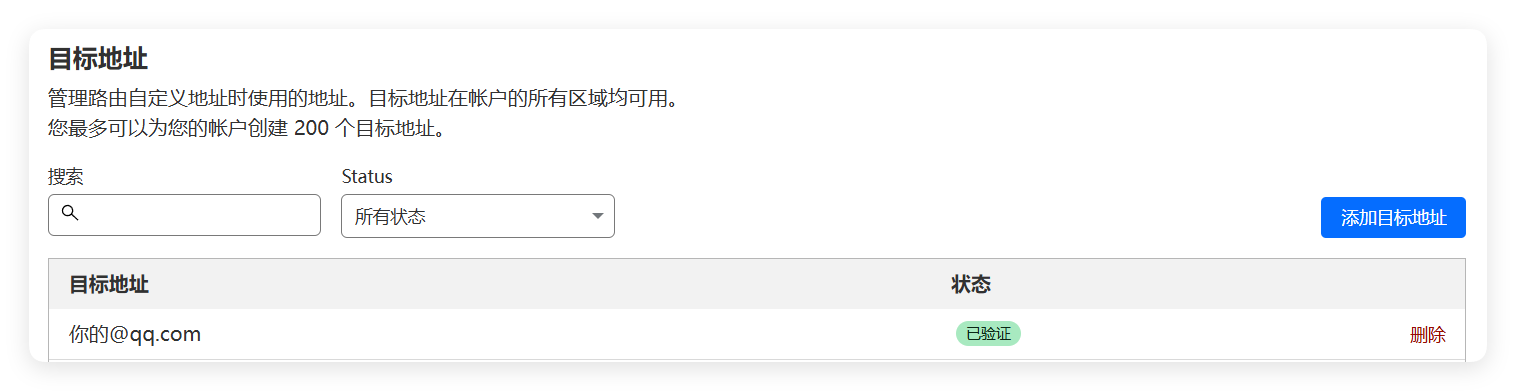 目标地址
管理路由自定义地址时使用的地址。目标地址在帐户的所有区域均可用。
您最多可以为您的帐户创建 200 个目标地址。
搜索 Status
所有状态 添加目标地址
目标地址 状态
你的@qq.com 已验证 删除